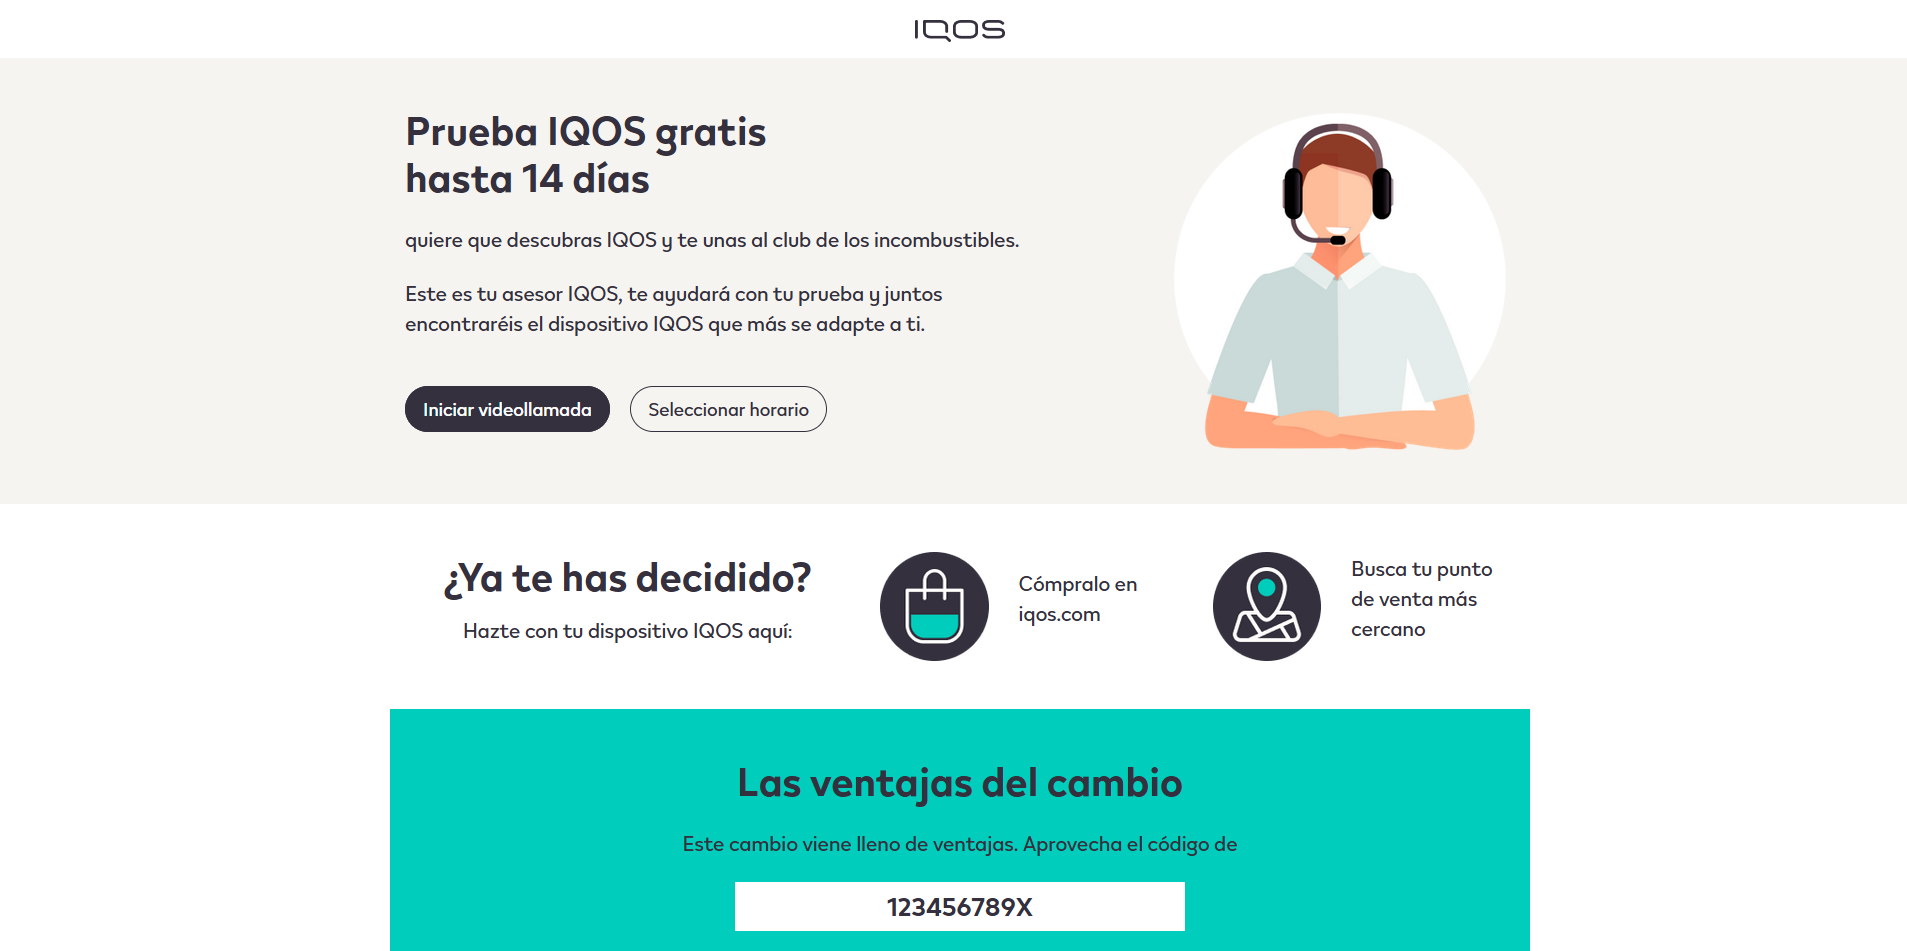 IQOS
Prueba IQOS gratis
hasta 14 días
quiere que descubras IQOS y te unas al club de los incombustibles.
Este es tu asesor IQOS, te ayudará con tu prueba y juntos
encontraréis el dispositivo IQOS que más se adapte a ti.
Iniciar videollamada
Seleccionar horario
¿Ya te has decidido?
Hazte con tu dispositivo IQOS aquí:
Cómpralo en
iqos.com
Busca tu punto
de venta más
cercano
Las ventajas del cambio
Este cambio viene lleno de ventajas. Aprovecha el código de
123456789X